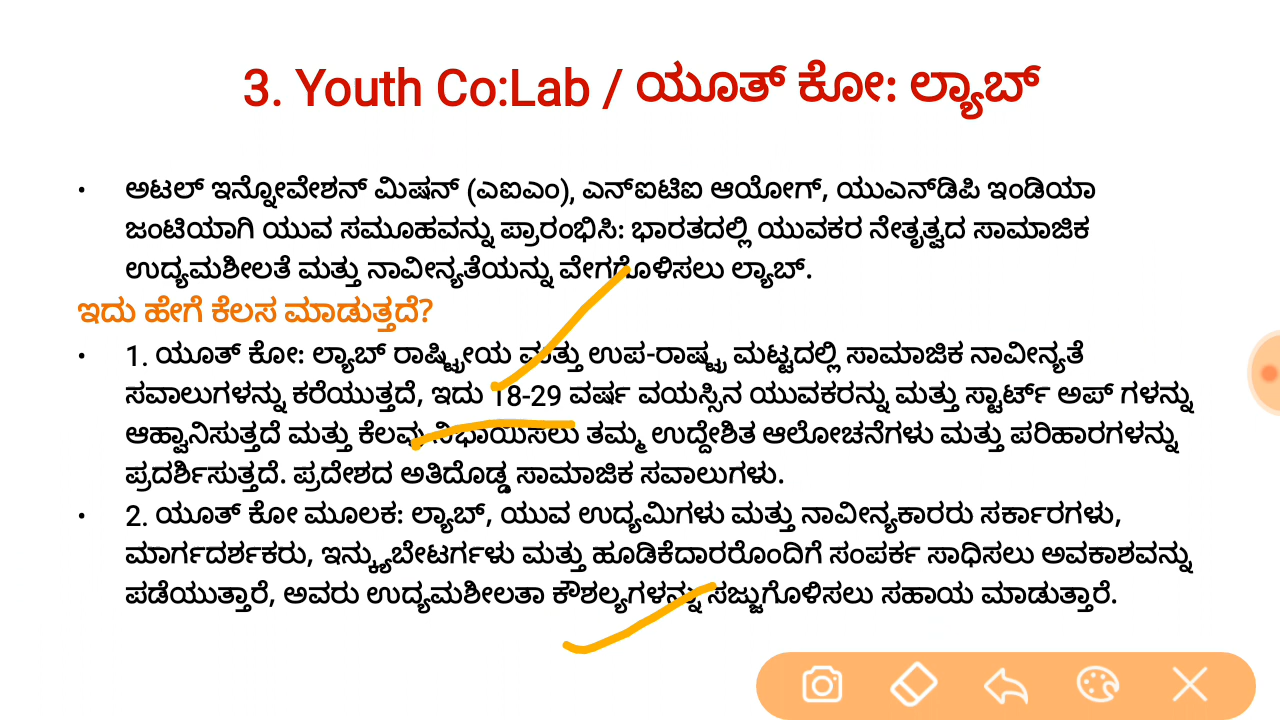 3. Youth Co:Lab / ಯೂತ್ ಕೋ: ಲ್ಯಾಬ್
• ಅಟಲ್ ಇನ್ನೋವೇಶನ್ ಮಿಷನ್ (ಎಐಎಂ), ಎನ್ಐಟಿಐ ಆಯೋಗ್, ಯುಎನ್‌ಡಿಪಿ ಇಂಡಿಯಾ
ಜಂಟಿಯಾಗಿ ಯುವ ಸಮೂಹವನ್ನು ಪ್ರಾರಂಭಿಸಿ: ಭಾರತದಲ್ಲಿ ಯುವಕರ ನೇತೃತ್ವದ ಸಾಮಾಜಿಕ
ಉದ್ಯಮಶೀಲತೆ ಮತ್ತು ನಾವೀನ್ಯತೆಯನ್ನು ವೇಗಗೊಳಿಸಲು ಲ್ಯಾಬ್.
ಇದು ಹೇಗೆ ಕೆಲಸ ಮಾಡುತ್ತದೆ?
• 1. ಯೂತ್ ಕೋ: ಲ್ಯಾಬ್ ರಾಷ್ಟ್ರೀಯ ಮತ್ತು ಉಪ-ರಾಷ್ಟ್ರ ಮಟ್ಟದಲ್ಲಿ ಸಾಮಾಜಿಕ ನಾವೀನ್ಯತೆ
ಸವಾಲುಗಳನ್ನು ಕರೆಯುತ್ತದೆ, ಇದು 18-29 ವರ್ಷ ವಯಸ್ಸಿನ ಯುವಕರನ್ನು ಮತ್ತು ಸ್ಟಾರ್ಟ್ ಅಪ್ ಗಳನ್ನು
ಆಹ್ವಾನಿಸುತ್ತದೆ ಮತ್ತು ಕೆಲವು ನಿಭಾಯಿಸಲು ತಮ್ಮ ಉದ್ದೇಶಿತ ಆಲೋಚನೆಗಳು ಮತ್ತು ಪರಿಹಾರಗಳನ್ನು
ಪ್ರದರ್ಶಿಸುತ್ತದೆ. ಪ್ರದೇಶದ ಅತಿದೊಡ್ಡ ಸಾಮಾಜಿಕ ಸವಾಲುಗಳು.
• 2. ಯೂತ್ ಕೋ ಮೂಲಕ: ಲ್ಯಾಬ್, ಯುವ ಉದ್ಯಮಿಗಳು ಮತ್ತು ನಾವೀನ್ಯಕಾರರು ಸರ್ಕಾರಗಳು,
ಮಾರ್ಗದರ್ಶಕರು, ಇನ್ಕ್ಯುಬೇಟರ್ಗಳು ಮತ್ತು ಹೂಡಿಕೆದಾರರೊಂದಿಗೆ ಸಂಪರ್ಕ ಸಾಧಿಸಲು ಅವಕಾಶವನ್ನು
ಪಡೆಯುತ್ತಾರೆ, ಅವರು ಉದ್ಯಮಶೀಲತಾ ಕೌಶಲ್ಯಗಳನ್ನು ಸಜ್ಜುಗೊಳಿಸಲು ಸಹಾಯ ಮಾಡುತ್ತಾರೆ.